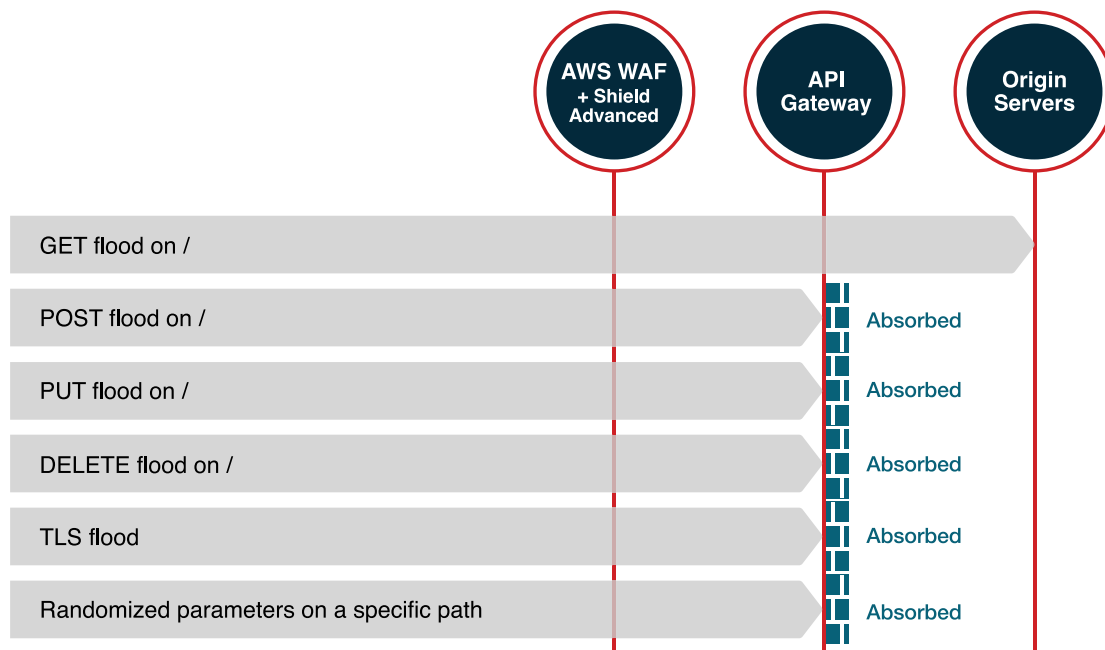 AWS WAF
+ Shield
Advanced
API
Gateway
Origin
Servers
GET flood on /
POST flood on /
Absorbed
PUT flood on /
Absorbed
DELETE flood on /
Absorbed
TLS flood
Absorbed
Randomized parameters on a specific path
Absorbed